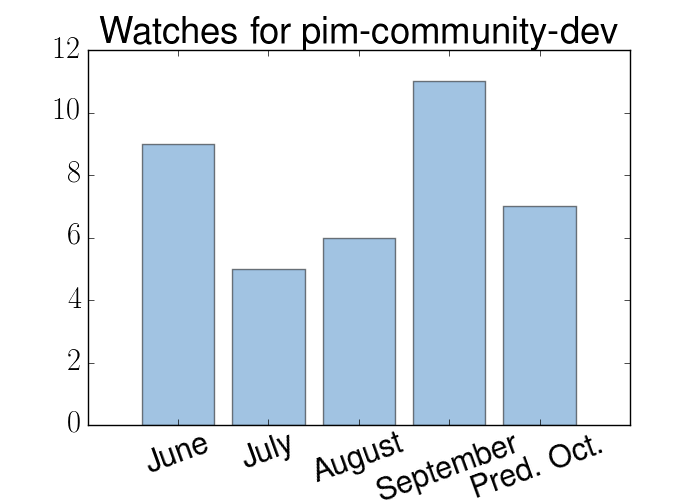 Watches for pim-community-dev
12
10
8
6
4
2
0
June
July
August
September
Pred. Oct.